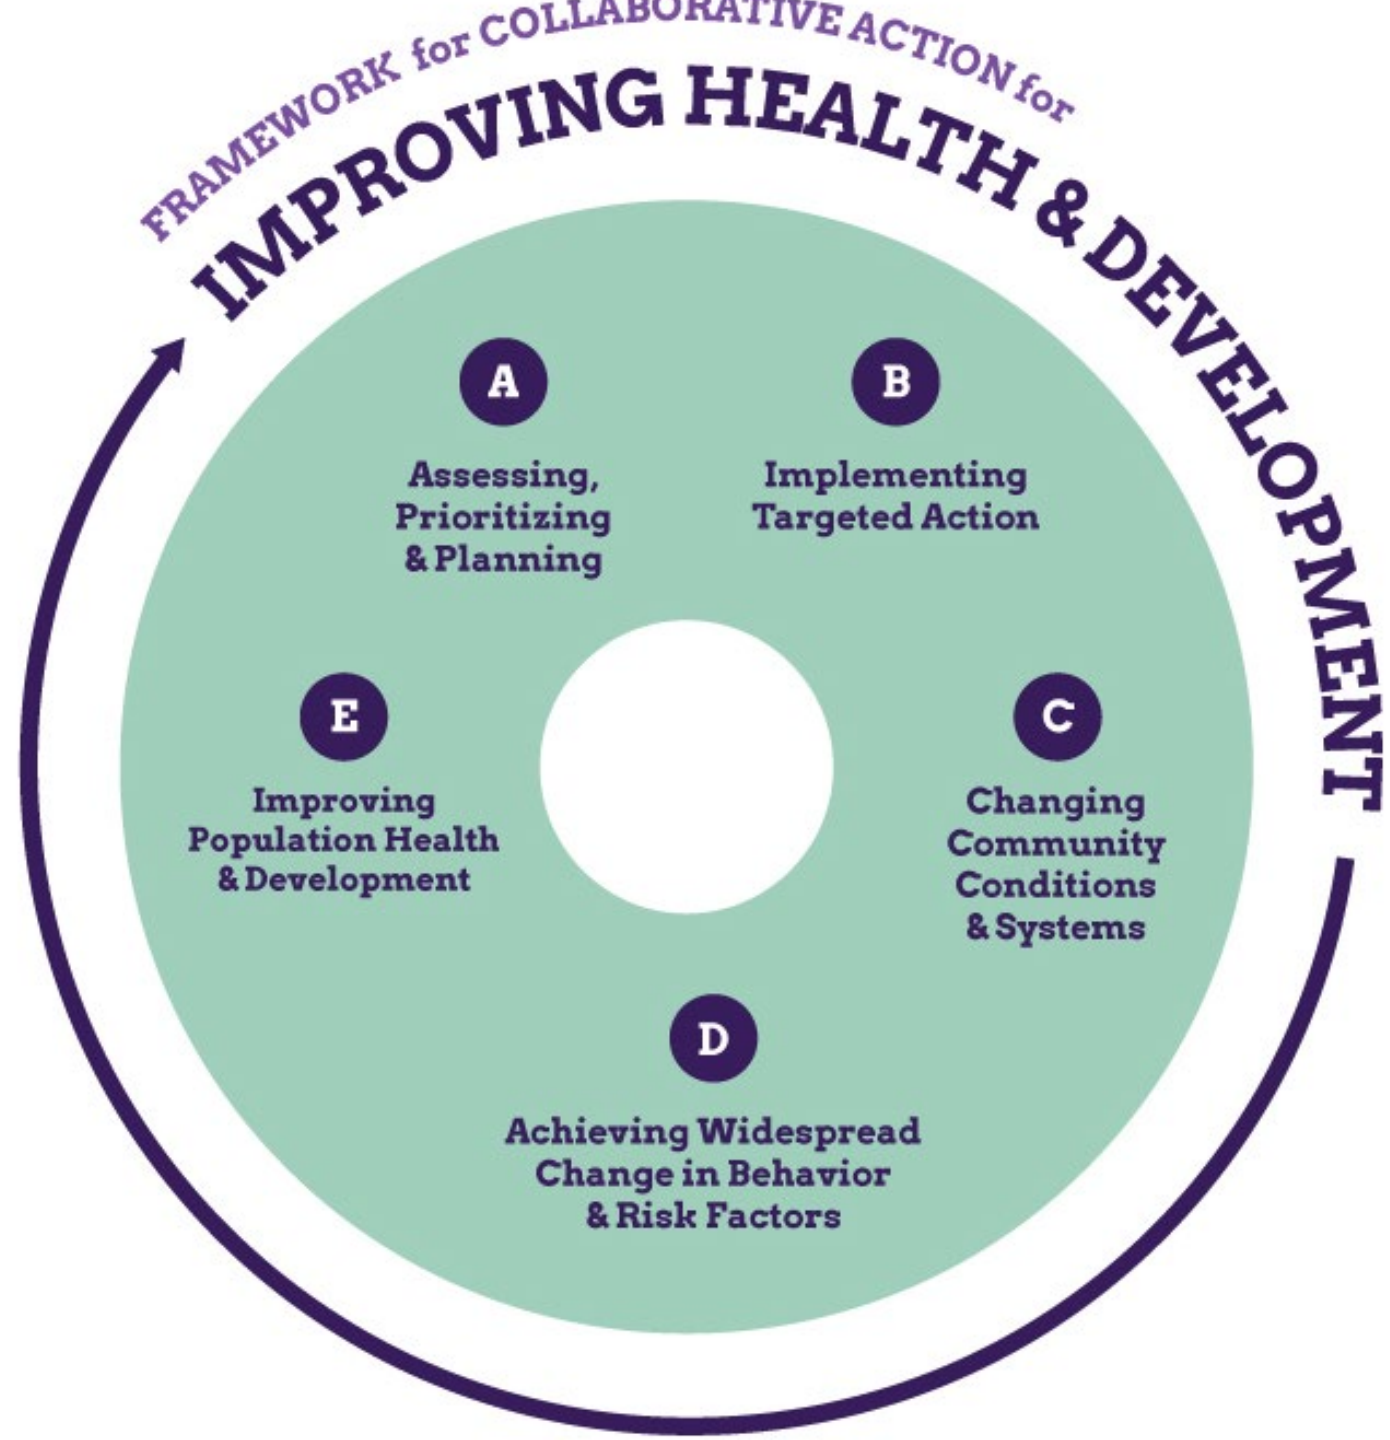 FRAMEWORK for COLLABORATIVE ACTION for
IMPROVING HEALTH & DEVELOPMENT
A
Assessing,
Prioritizing
& Planning
B
Implementing
Targeted Action
C
Changing
Community
Conditions
& Systems
D
Achieving Widespread
Change in Behavior
& Risk Factors
E
Improving
Population Health
& Development